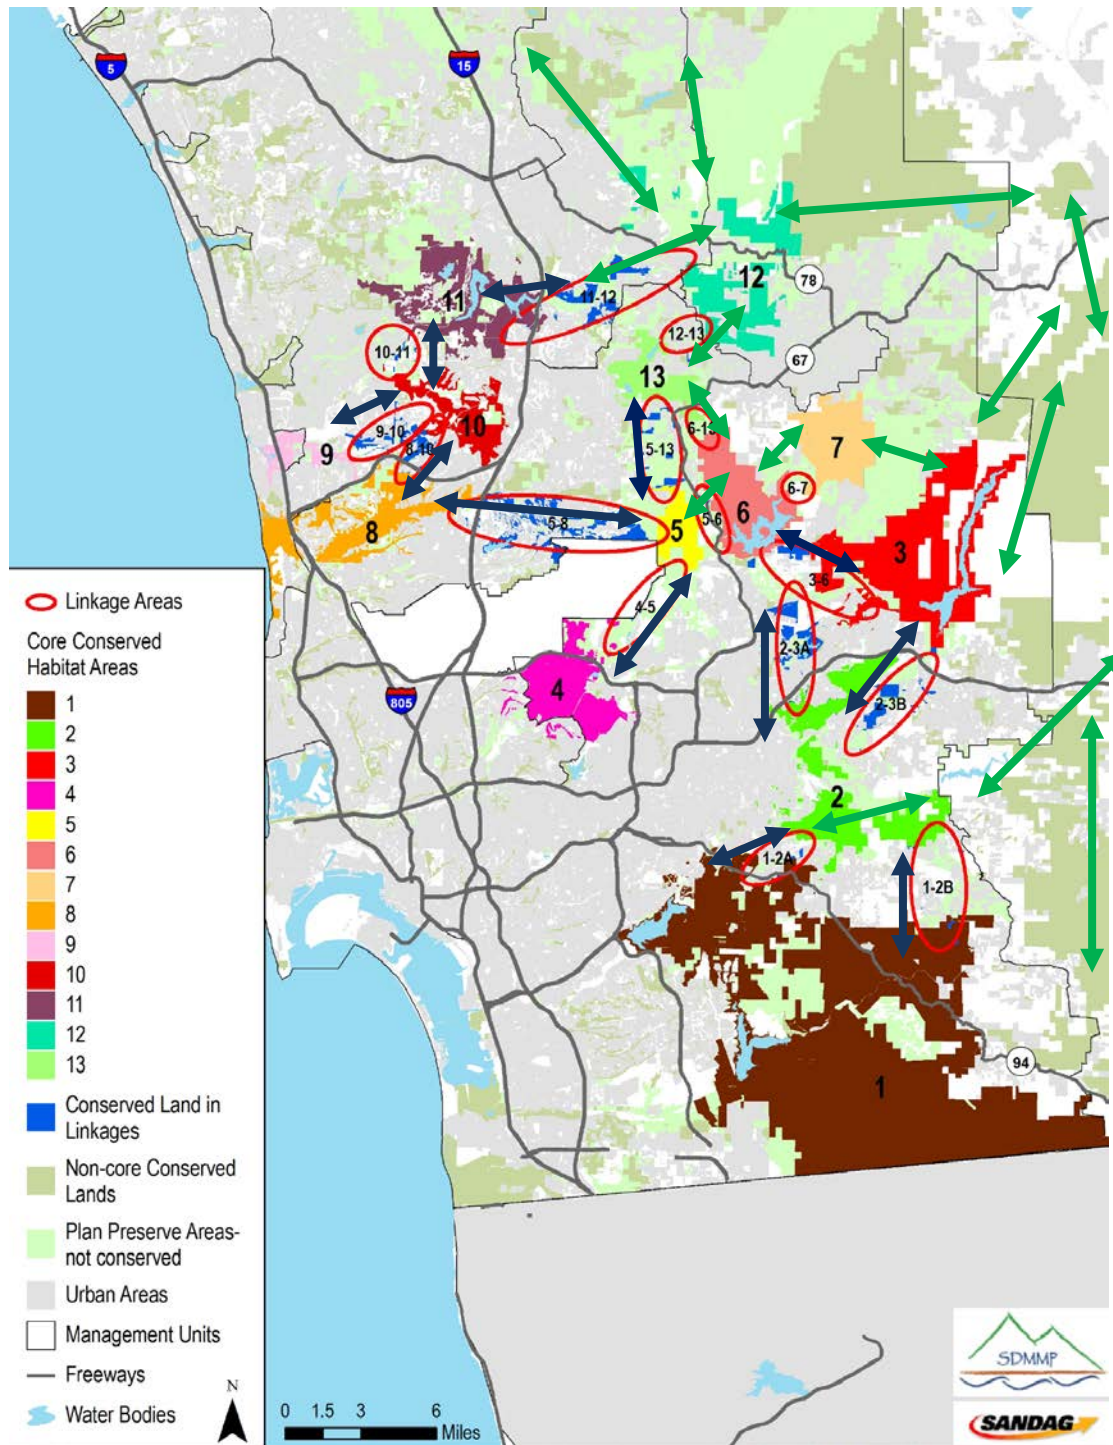 5
15
12
78
11
11-12
12-13
67
10-11
13
10
9
9-10
8-10
5-13
6-13
7
6-7
8
5-8
5
5-6
6
3
3-6
4-5
2-3A
4
805
2-3B
2
1-2A
1-2B
94
1
Linkage Areas
Core Conserved
Habitat Areas
1
2
3
4
5
6
7
8
9
10
11
12
13
Conserved Land in
Linkages
Non-core Conserved
Lands
Plan Preserve Areas-
not conserved
Urban Areas
Management Units
Freeways
Water Bodies
N
0 1.5 3 6
Miles
SDMMP
SANDAG